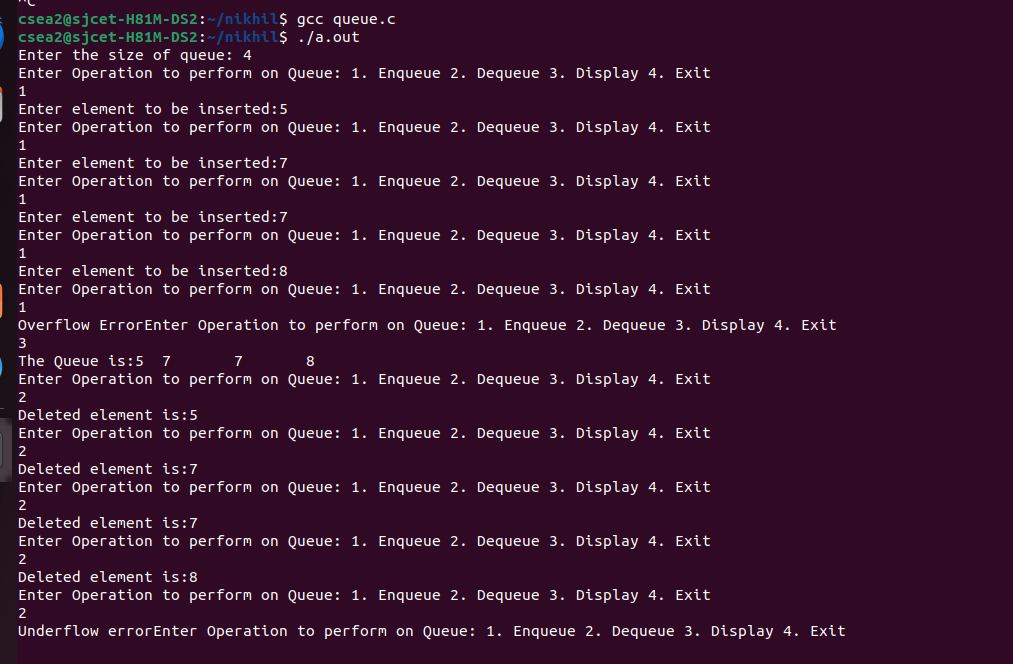 ^C
csea2@sjcet-H81M-DS2:~/nikhil$ gcc queue.c
csea2@sjcet-H81M-DS2:~/nikhil$ ./a.out
Enter the size of queue: 4
Enter Operation to perform on Queue: 1. Enqueue 2. Dequeue 3. Display 4. Exit
1
Enter element to be inserted:5
Enter Operation to perform on Queue: 1. Enqueue 2. Dequeue 3. Display 4. Exit
1
Enter element to be inserted:7
Enter Operation to perform on Queue: 1. Enqueue 2. Dequeue 3. Display 4. Exit
1
Enter element to be inserted:7
Enter Operation to perform on Queue: 1. Enqueue 2. Dequeue 3. Display 4. Exit
1
Enter element to be inserted:8
Enter Operation to perform on Queue: 1. Enqueue 2. Dequeue 3. Display 4. Exit
1
Overflow ErrorEnter Operation to perform on Queue: 1. Enqueue 2. Dequeue 3. Display 4. Exit
3
The Queue is:5  7       7       8
Enter Operation to perform on Queue: 1. Enqueue 2. Dequeue 3. Display 4. Exit
2
Deleted element is:5
Enter Operation to perform on Queue: 1. Enqueue 2. Dequeue 3. Display 4. Exit
2
Deleted element is:7
Enter Operation to perform on Queue: 1. Enqueue 2. Dequeue 3. Display 4. Exit
2
Deleted element is:7
Enter Operation to perform on Queue: 1. Enqueue 2. Dequeue 3. Display 4. Exit
2
Deleted element is:8
Enter Operation to perform on Queue: 1. Enqueue 2. Dequeue 3. Display 4. Exit
2
Underflow errorEnter Operation to perform on Queue: 1. Enqueue 2. Dequeue 3. Display 4. Exit